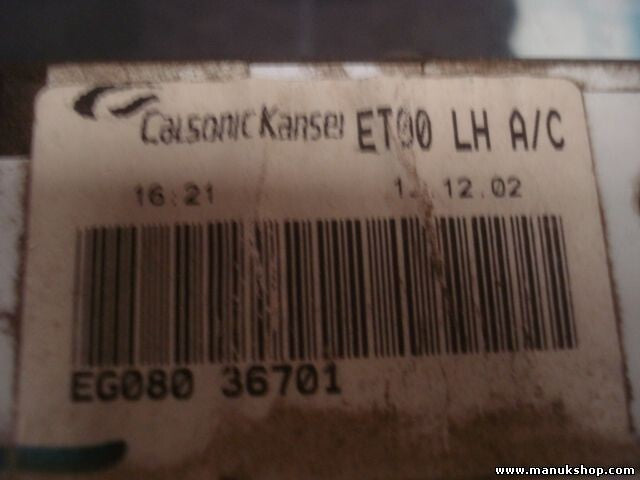 CalsonicKansei ET00 LH A/C
16:21 12.02
EG080 36701
www.manukshop.com